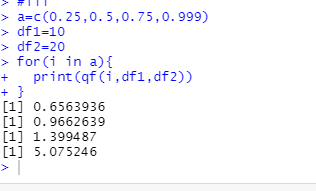 > #111
> a=c(0.25,0.5,0.75,0.999)
> df1=10
> df2=20
> for(i in a){
+   print(qf(i,df1,df2))
+ }
[1] 0.6563936
[1] 0.9662639
[1] 1.399487
[1] 5.075246
>